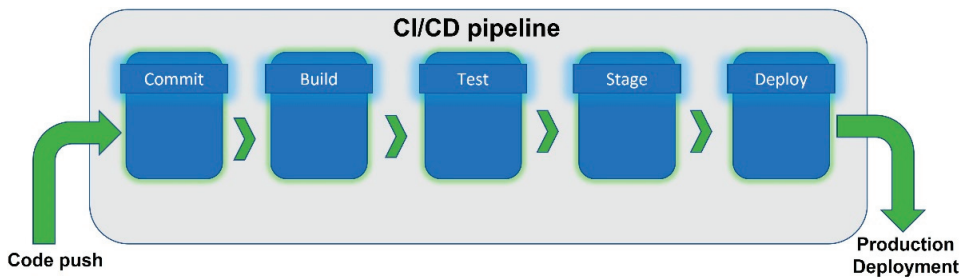 CI/CD pipeline
Commit
Build
Test
Stage
Deploy
Code push
Production
Deployment